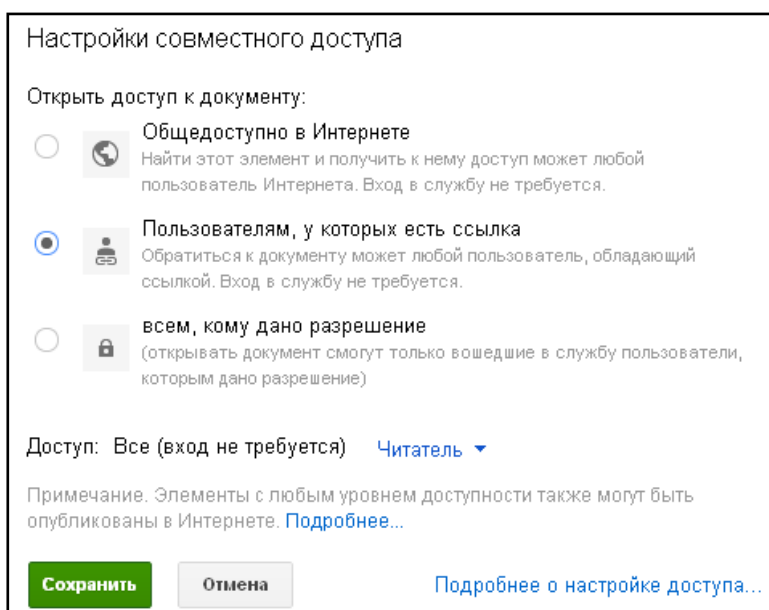 Настройки совместного доступа
Открыть доступ к документу:
Общедоступно в Интернете
Найти этот элемент и получить к нему доступ может любой
пользователь Интернета. Вход в службу не требуется.
Пользователям, у которых есть ссылка
Обратиться к документу может любой пользователь, обладающий
ссылкой. Вход в службу не требуется.
всем, кому дано разрешение
(открывать документ смогут только вошедшие в службу пользователи,
которым дано разрешение)
Доступ: Все (вход не требуется) Читатель
Примечание. Элементы с любым уровнем доступности также могут быть
опубликованы в Интернете. Подробнее...
Сохранить Отмена Подробнее о настройке доступа...